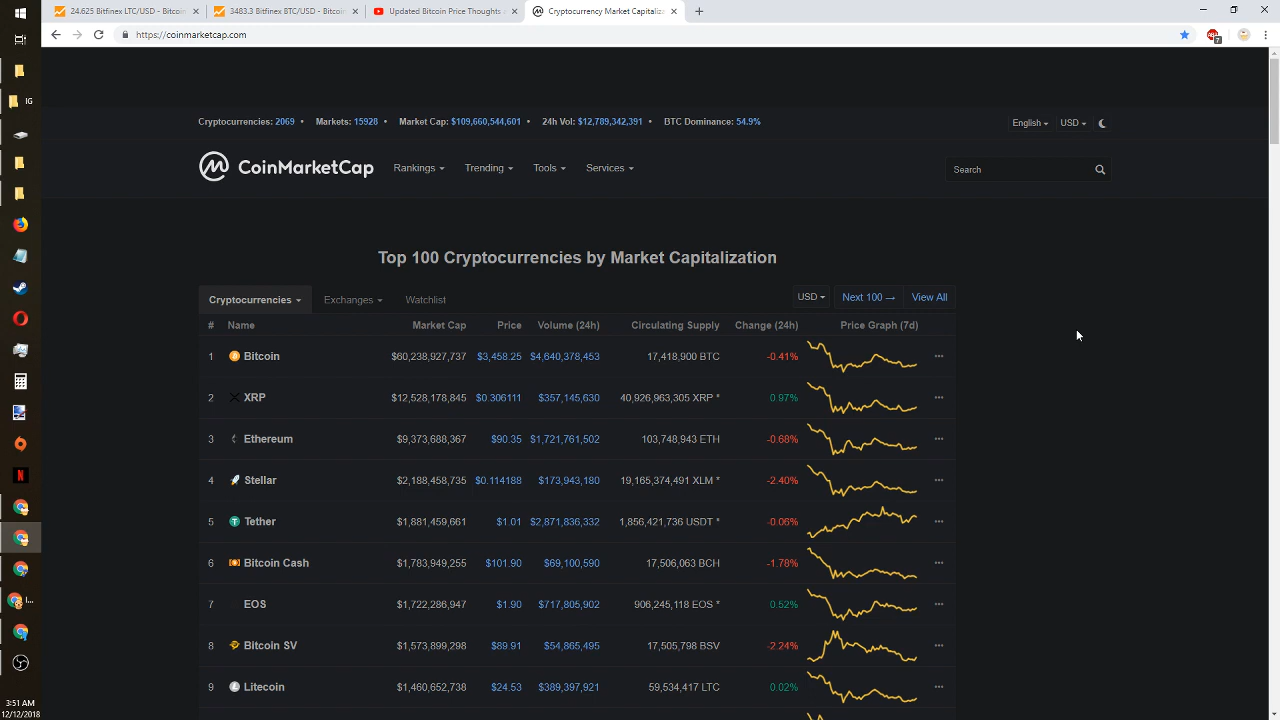 24.625 Bitfinex LTC/USD - Bitcoin
3483.3 Bitfinex BTC/USD - Bitcoin
Updated Bitcoin Price Thoughts
Cryptocurrency Market Capitaliza
https://coinmarketcap.com
7
IG
Cryptocurrencies: 2069 • Markets: 15928 • Market Cap: $109,660,544,601 • 24h Vol: $12,789,342,391 • BTC Dominance: 54.9%
English USD
CoinMarketCap Rankings Trending Tools Services Search
Top 100 Cryptocurrencies by Market Capitalization
Cryptocurrencies Exchanges Watchlist USD Next 100 → View All
# Name Market Cap Price Volume (24h) Circulating Supply Change (24h) Price Graph (7d)
1 Bitcoin $60,238,927,737 $3,458.25 $4,640,378,453 17,418,900 BTC -0.41%
2 XRP $12,528,178,845 $0.306111 $357,145,630 40,926,963,305 XRP * 0.97%
3 Ethereum $9,373,688,367 $90.35 $1,721,761,502 103,748,943 ETH -0.68%
4 Stellar $2,188,458,735 $0.114188 $173,943,180 19,165,374,491 XLM * -2.40%
5 Tether $1,881,459,661 $1.01 $2,871,836,332 1,856,421,736 USDT * -0.06%
6 Bitcoin Cash $1,783,949,255 $101.90 $69,100,590 17,506,063 BCH -1.78%
7 EOS $1,722,286,947 $1.90 $717,805,902 906,245,118 EOS * 0.52%
8 Bitcoin SV $1,573,899,298 $89.91 $54,865,495 17,505,798 BSV -2.24%
9 Litecoin $1,460,652,738 $24.53 $389,397,921 59,534,417 LTC 0.02%
I...
3:51 AM
12/12/2018